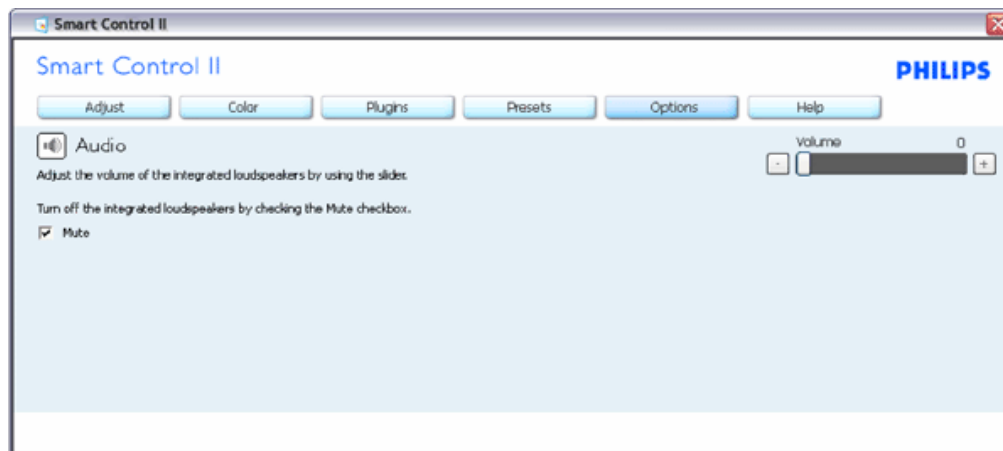 Smart Control II
Smart Control II
PHILIPS
Adjust Color Plugins Presets Options Help
Audio
Volume 0
- +
Adjust the volume of the integrated loudspeakers by using the slider.
Turn off the integrated loudspeakers by checking the Mute checkbox.
Mute